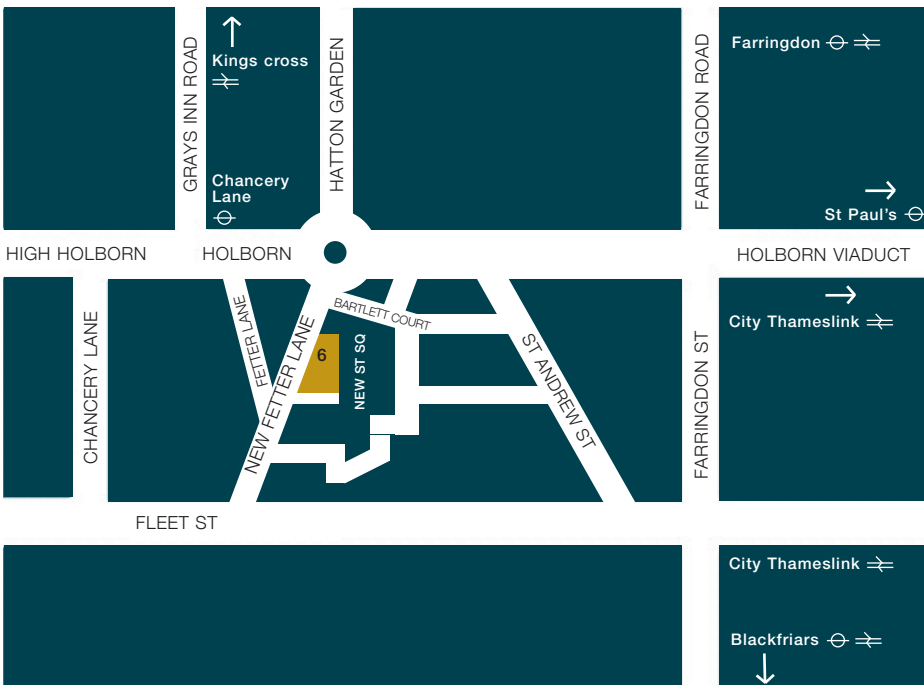 Kings cross
Farringdon
GRAYS INN ROAD
HATTON GARDEN
FARRINGDON ROAD
Chancery
Lane
St Paul's
HIGH HOLBORN
HOLBORN
HOLBORN VIADUCT
CHANCERY LANE
FETTER LANE
NEW FETTER LANE
BARTLETT COURT
6
NEW ST SQ
ST ANDREW ST
FARRINGDON ST
City Thameslink
FLEET ST
City Thameslink
Blackfriars